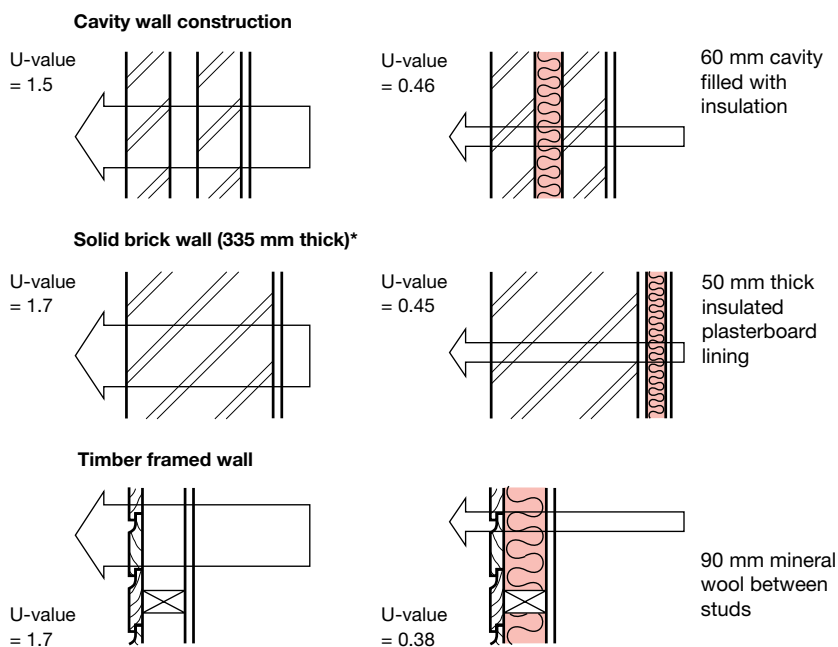 Cavity wall construction
U-value
= 1.5
U-value
= 0.46
60 mm cavity
filled with
insulation
Solid brick wall (335 mm thick)*
U-value
= 1.7
U-value
= 0.45
50 mm thick
insulated
plasterboard
lining
Timber framed wall
U-value
= 1.7
U-value
= 0.38
90 mm mineral
wool between
studs